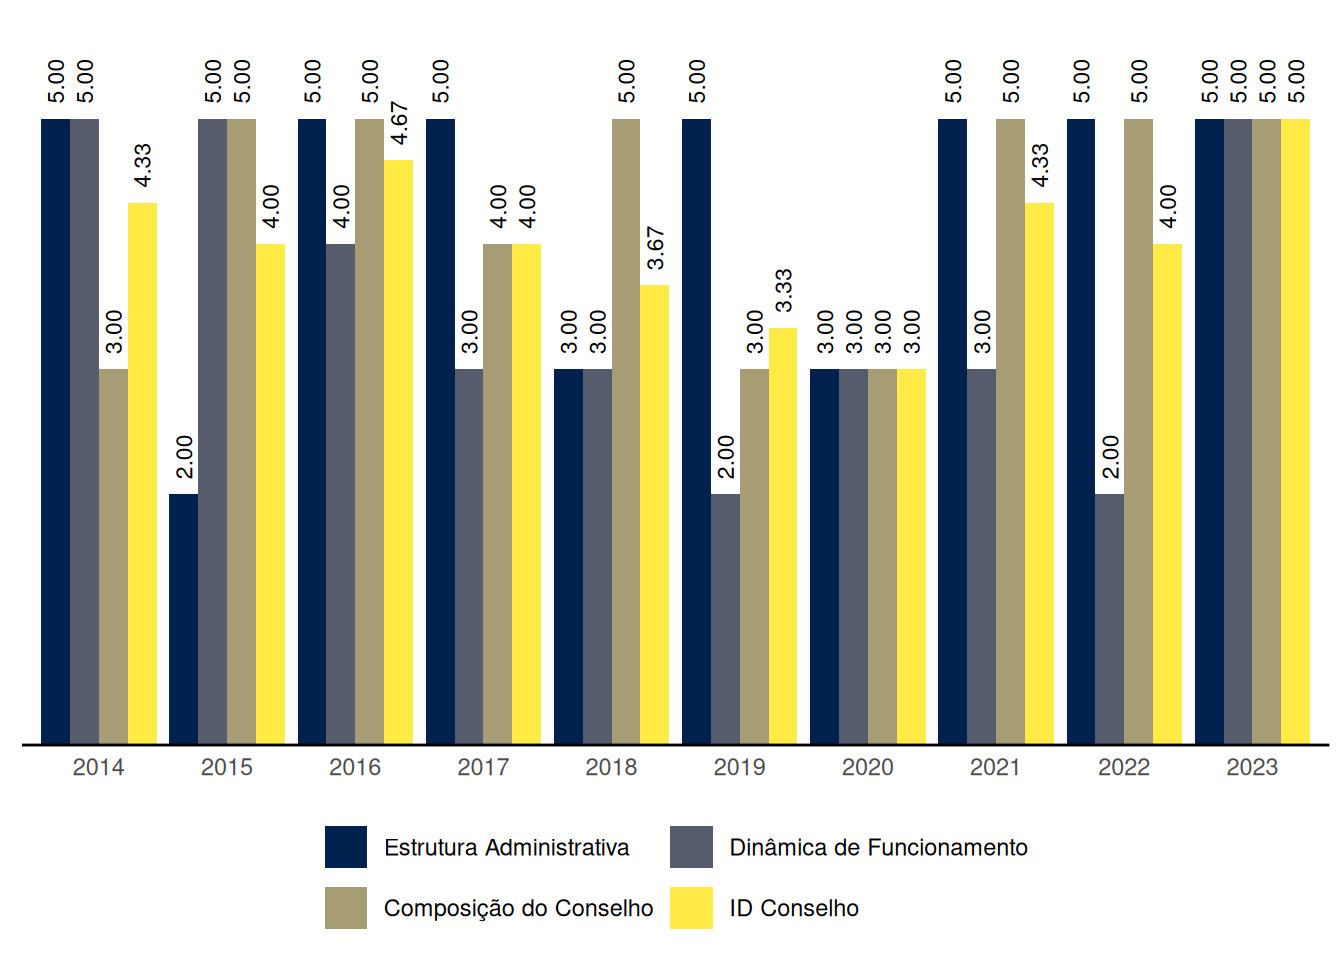 5.00 5.00 3.00 4.33
2.00 5.00 5.00 4.00
5.00 4.00 5.00 4.67
5.00 3.00 4.00 4.00
3.00 3.00 5.00 3.67
5.00 2.00 3.00 3.33
3.00 3.00 3.00 3.00
5.00 3.00 5.00 4.33
5.00 2.00 5.00 4.00
5.00 5.00 5.00 5.00
2014 2015 2016 2017 2018 2019 2020 2021 2022 2023
Estrutura Administrativa Dinâmica de Funcionamento
Composição do Conselho ID Conselho